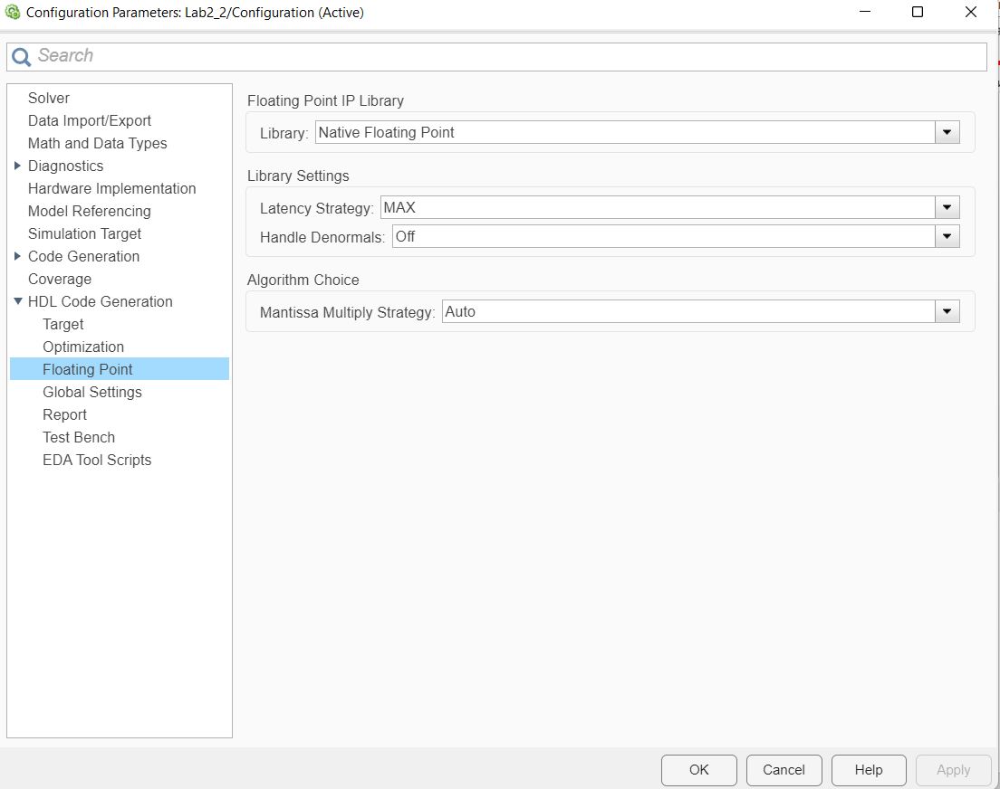 Configuration Parameters: Lab2_2/Configuration (Active)
Search
Solver
Data Import/Export
Math and Data Types
Diagnostics
Hardware Implementation
Model Referencing
Simulation Target
Code Generation
Coverage
HDL Code Generation
Target
Optimization
Floating Point
Global Settings
Report
Test Bench
EDA Tool Scripts
Floating Point IP Library
Library: Native Floating Point
Library Settings
Latency Strategy: MAX
Handle Denormals: Off
Algorithm Choice
Mantissa Multiply Strategy: Auto
OK Cancel Help Apply